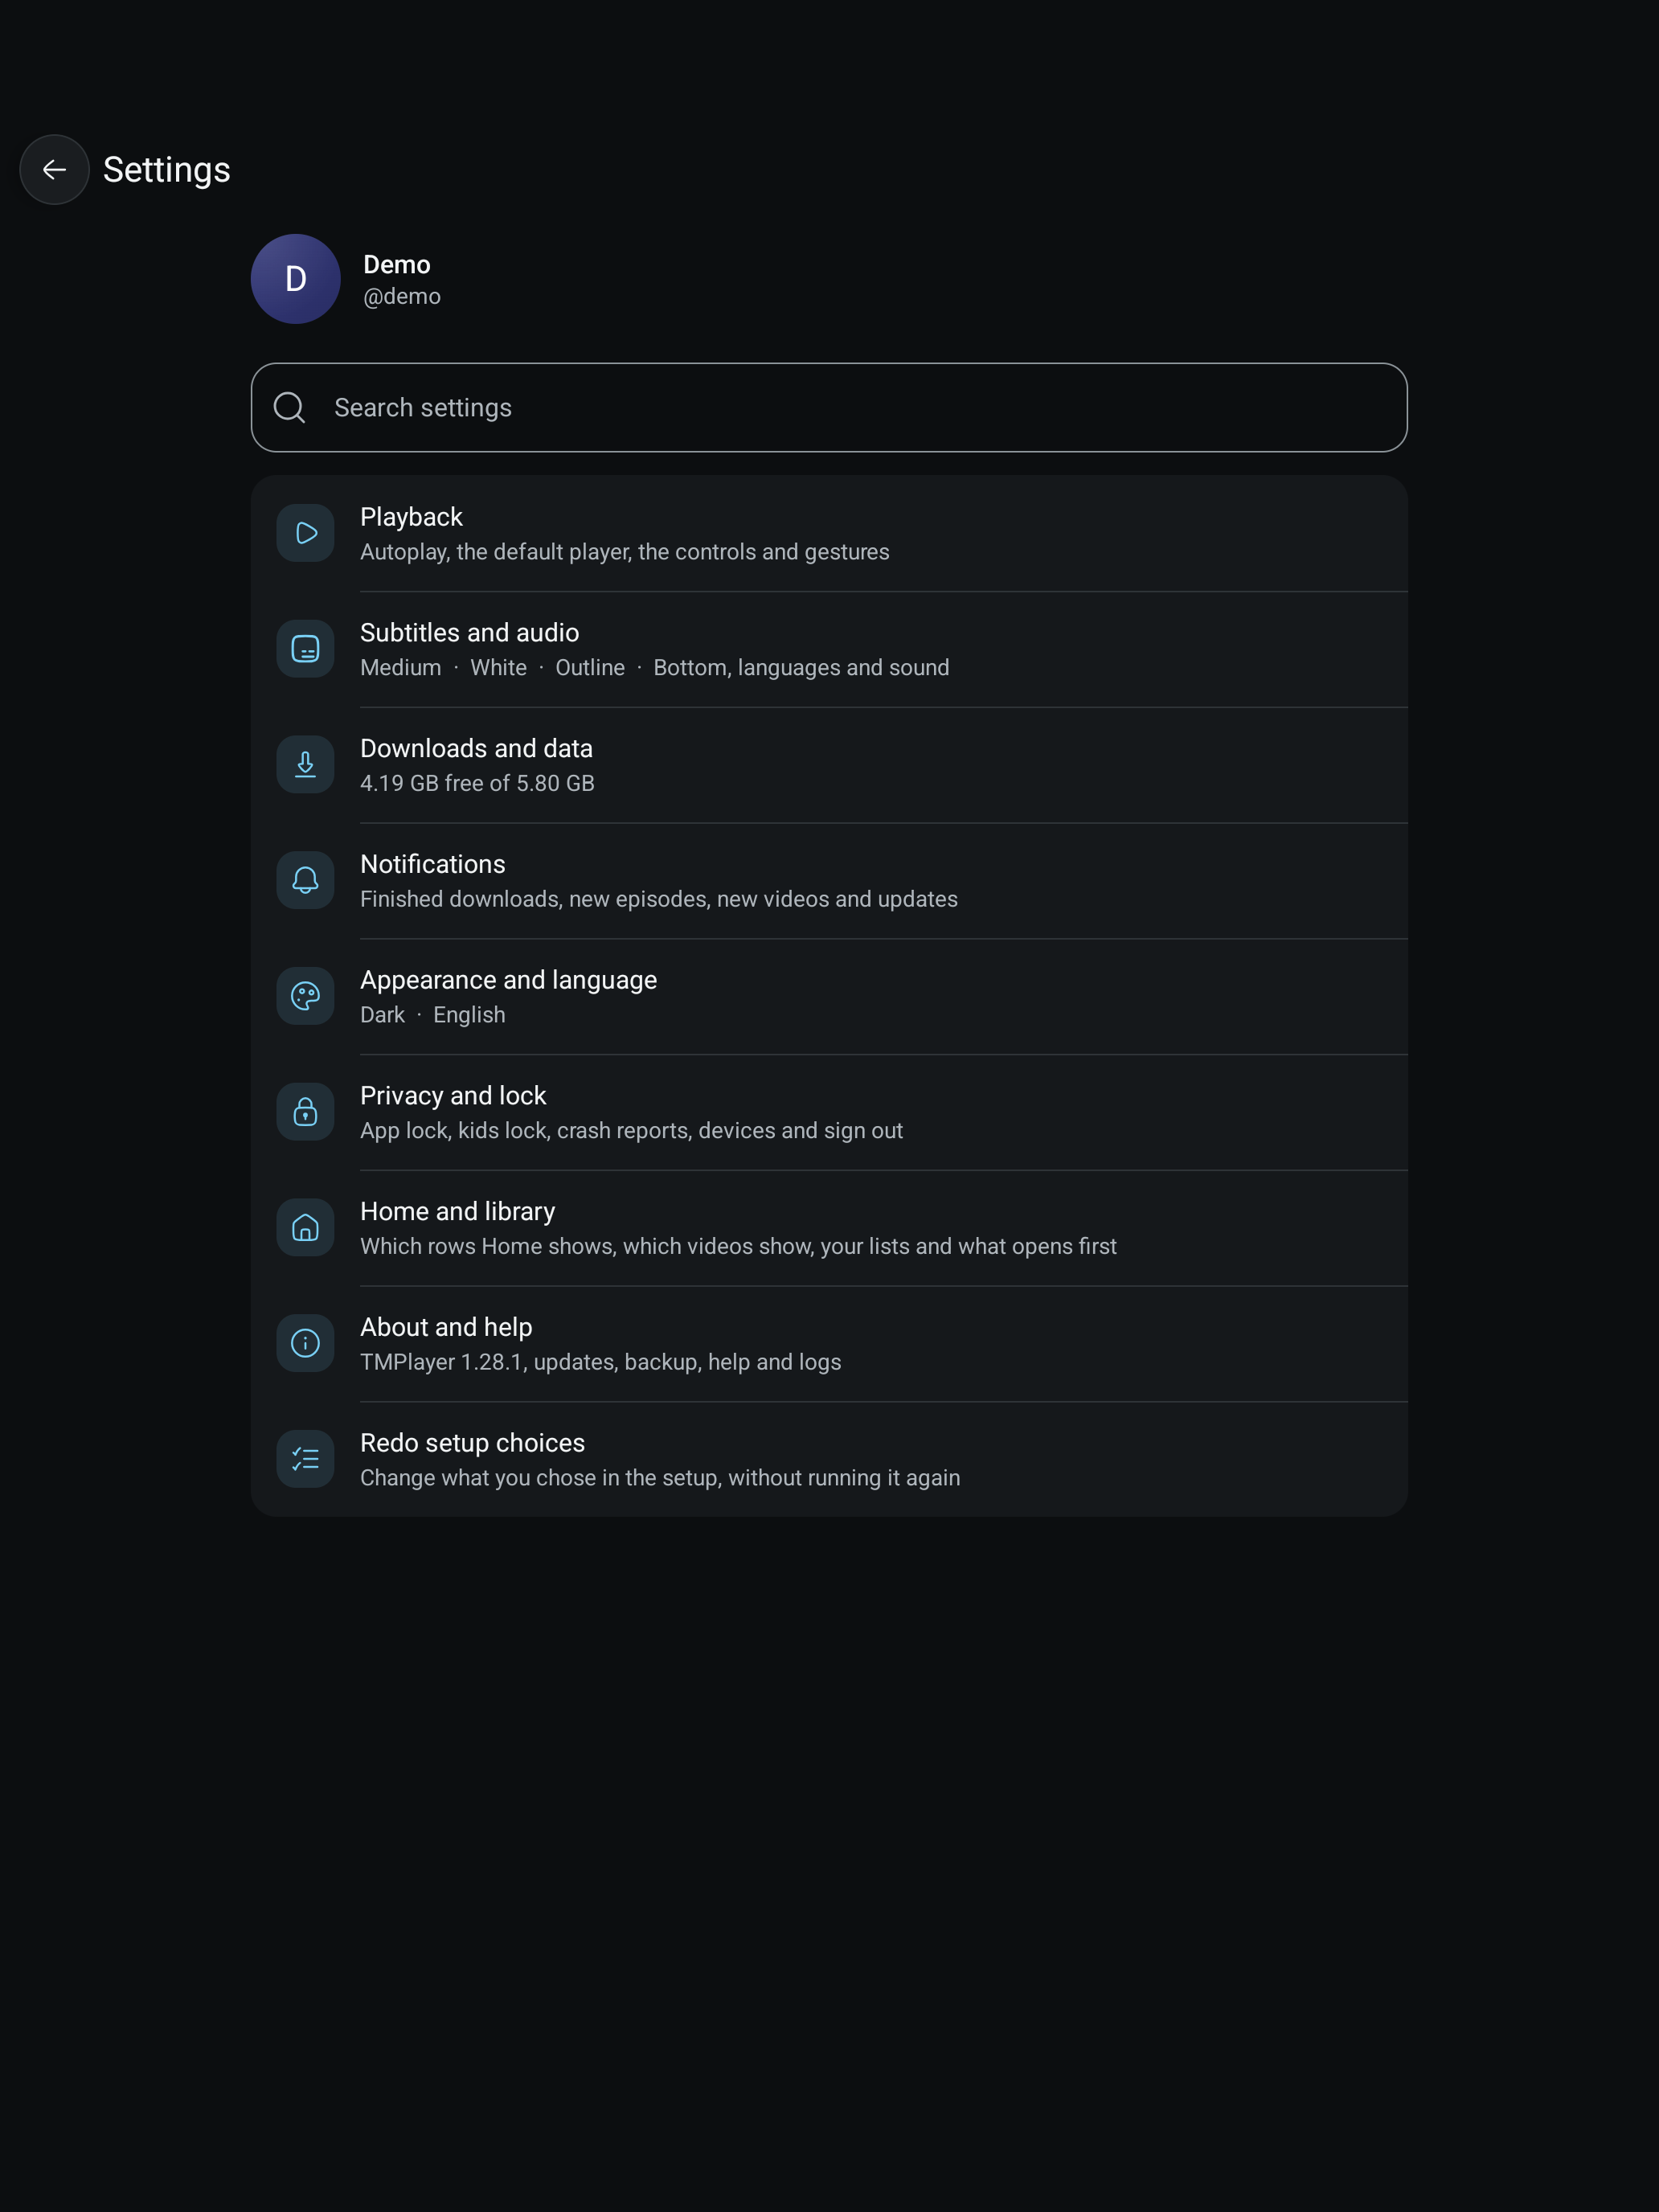 Settings
D
Demo
@demo
Search settings
Playback
Autoplay, the default player, the controls and gestures
Subtitles and audio
Medium · White · Outline · Bottom, languages and sound
Downloads and data
4.19 GB free of 5.80 GB
Notifications
Finished downloads, new episodes, new videos and updates
Appearance and language
Dark · English
Privacy and lock
App lock, kids lock, crash reports, devices and sign out
Home and library
Which rows Home shows, which videos show, your lists and what opens first
About and help
TMPlayer 1.28.1, updates, backup, help and logs
Redo setup choices
Change what you chose in the setup, without running it again